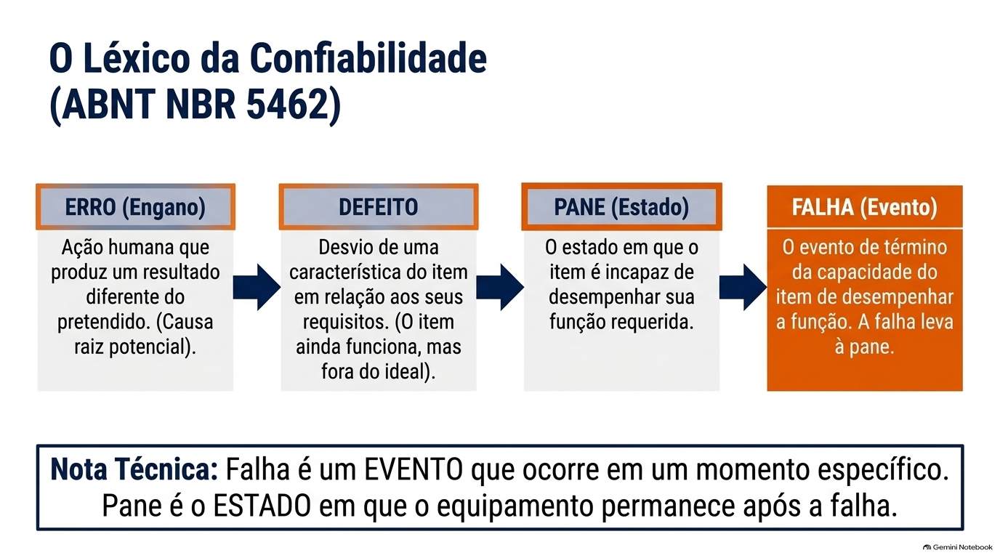 O Léxico da Confiabilidade
(ABNT NBR 5462)
ERRO (Engano)
Ação humana que
produz um resultado
diferente do
pretendido. (Causa
raiz potencial).
DEFEITO
Desvio de uma
característica do item
em relação aos seus
requisitos. (O item
ainda funciona, mas
fora do ideal).
PANE (Estado)
O estado em que o
item é incapaz de
desempenhar sua
função requerida.
FALHA (Evento)
O evento de término
da capacidade do
item de desempenhar
a função. A falha leva
à pane.
Nota Técnica: Falha é um EVENTO que ocorre em um momento específico.
Pane é o ESTADO em que o equipamento permanece após a falha.
Gemini Notebook